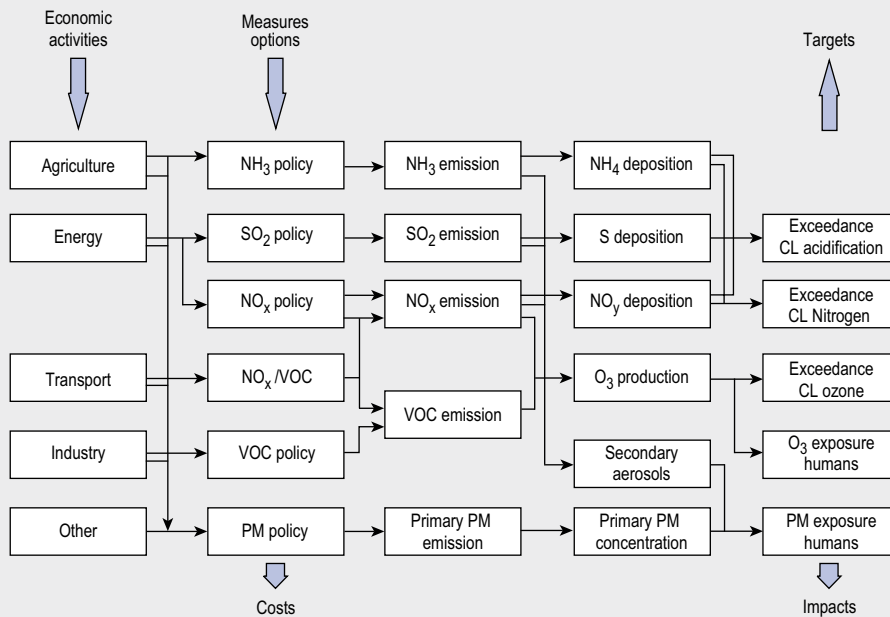 Economic
activities
Measures
options
Targets
Agriculture
NH3 policy
NH3 emission
NH4 deposition
Energy
SO2 policy
SO2 emission
S deposition
Exceedance
CL acidification
NOx policy
NOx emission
NOy deposition
Exceedance
CL Nitrogen
Transport
NOx/VOC
VOC emission
O3 production
Exceedance
CL ozone
Industry
VOC policy
Secondary
aerosols
O3 exposure
humans
Other
PM policy
Primary PM
emission
Primary PM
concentration
PM exposure
humans
Costs
Impacts